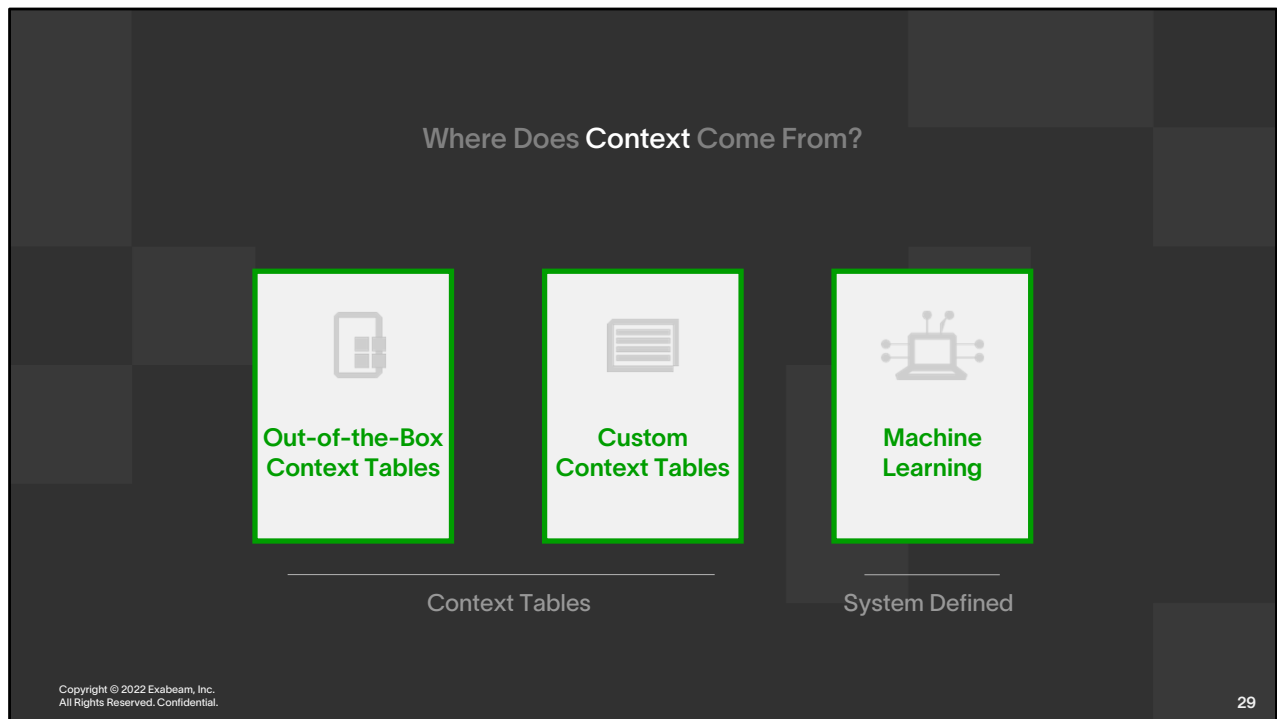 Where Does Context Come From?
Out-of-the-Box
Context Tables
Custom
Context Tables
Machine
Learning
Context Tables
System Defined
Copyright © 2022 Exabeam, Inc.
All Rights Reserved. Confidential.
29